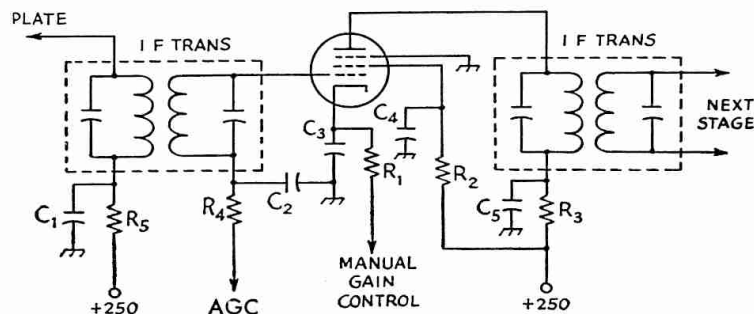 PLATE
I F TRANS
I F TRANS
NEXT
STAGE
C3
C4
R1
R2
C1
R5
R4
C2
C5
R3
MANUAL
GAIN
CONTROL
+250
AGC
+250